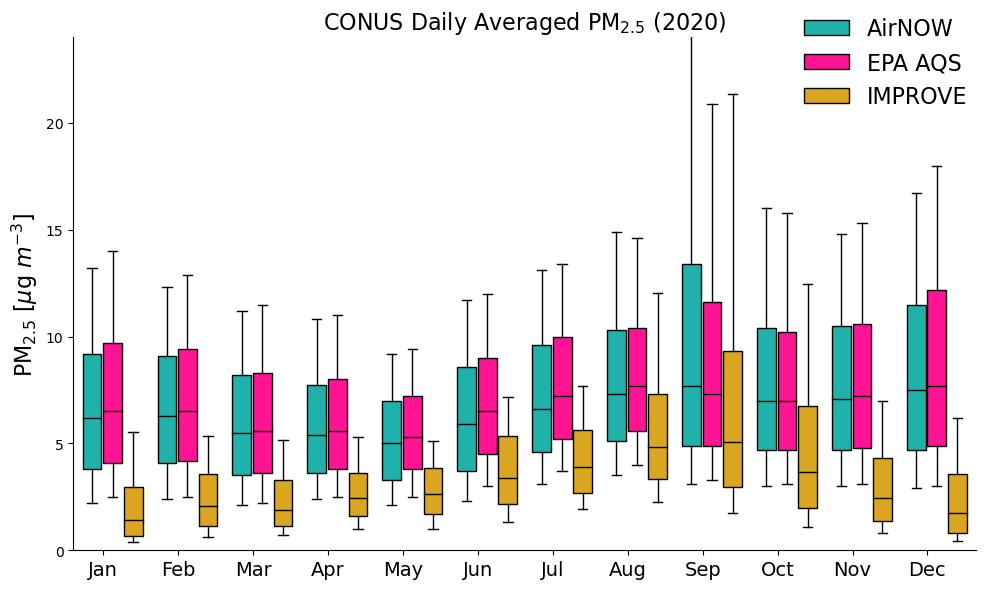 CONUS Daily Averaged PM2.5 (2020)
AirNOW
EPA AQS
IMPROVE
PM2.5 [μg m−3]
20
15
10
5
0
Jan Feb Mar Apr May Jun Jul Aug Sep Oct Nov Dec